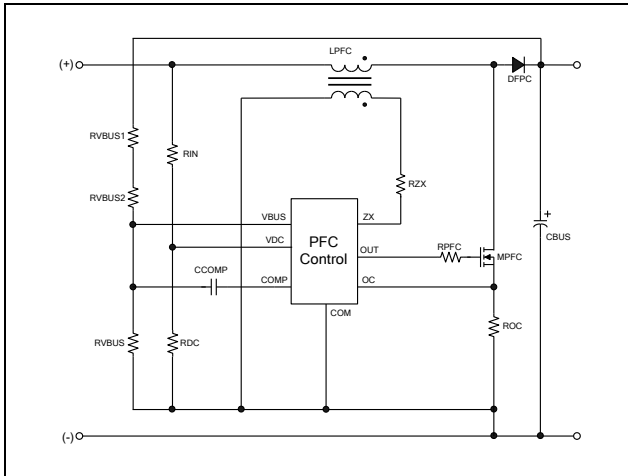 LPFC
(+)
DFPC
RVBUS1
RIN
RZX
RVBUS2
VBUS
ZX
+
VDC
PFC
Control
OUT
RPFC
MPFC
CBUS
CCOMP
COMP
OC
COM
RVBUS
RDC
ROC
(-)